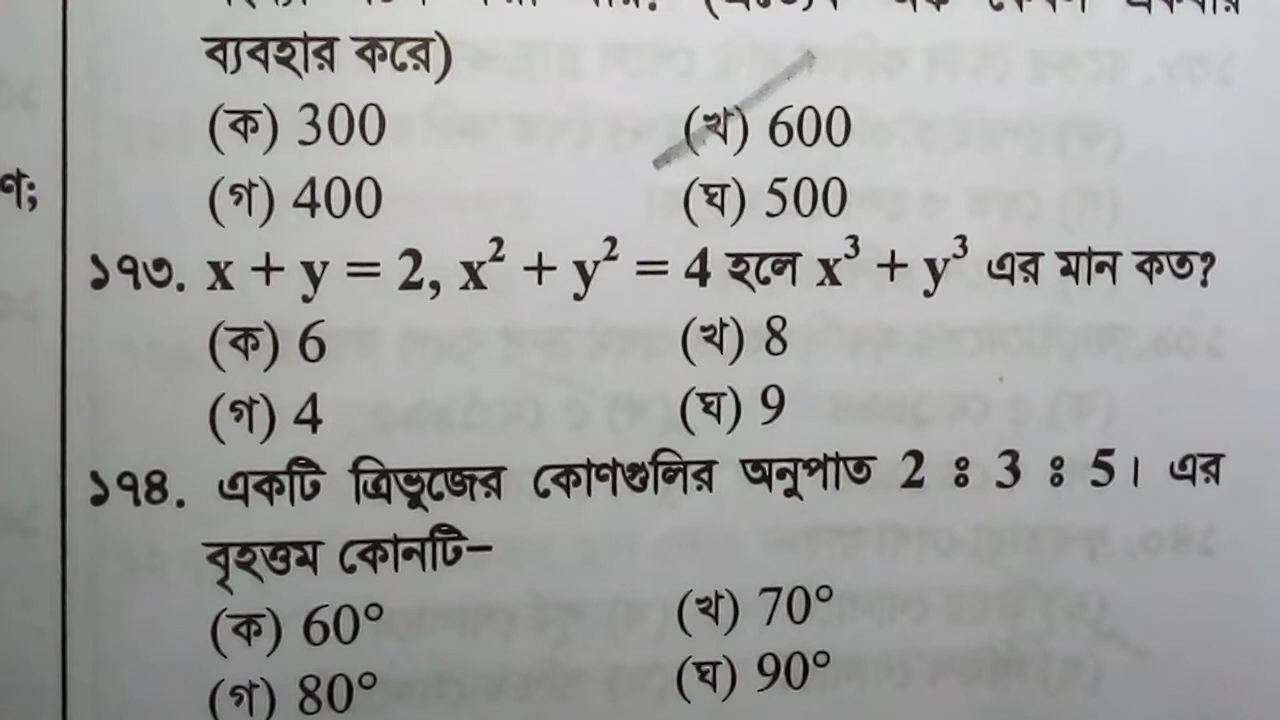 ব্যবহার করে)
(ক) 300 (খ) 600
ণ;
(গ) 400 (ঘ) 500
১৭৩. x + y = 2, x² + y² = 4 হলে x³ + y³ এর মান কত?
(ক) 6 (খ) 8
(গ) 4 (ঘ) 9
১৭৪. একটি ত্রিভুজের কোণগুলির অনুপাত 2 ঃ 3 ঃ 5। এর
বৃহত্তম কোনটি–
(ক) 60° (খ) 70°
(গ) 80° (ঘ) 90°